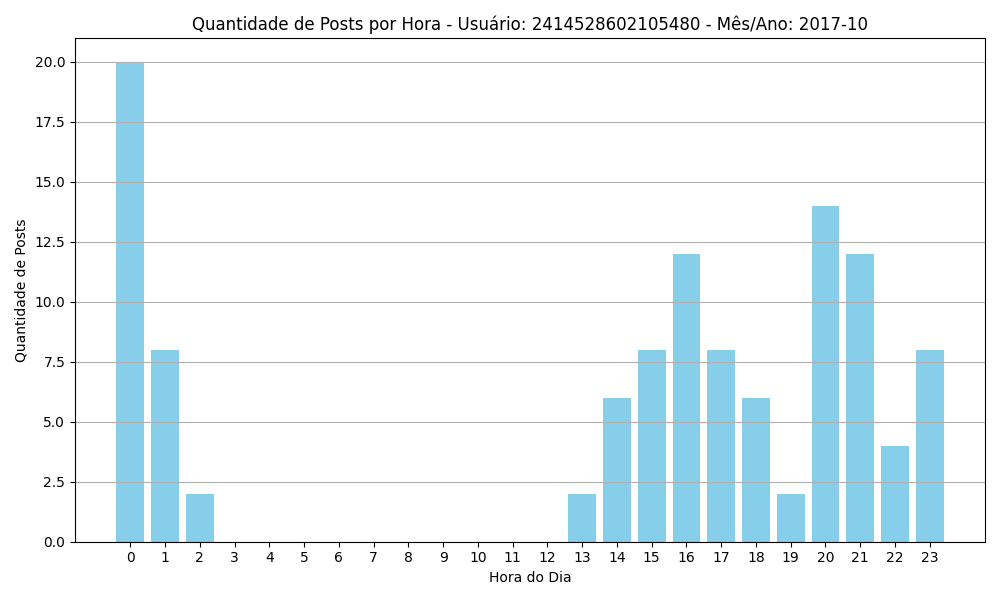 Quantidade de Posts por Hora - Usuário: 2414528602105480 - Mês/Ano: 2017-10
Quantidade de Posts
20.0
17.5
15.0
12.5
10.0
7.5
5.0
2.5
0.0
0 1 2 3 4 5 6 7 8 9 10 11 12 13 14 15 16 17 18 19 20 21 22 23
Hora do Dia